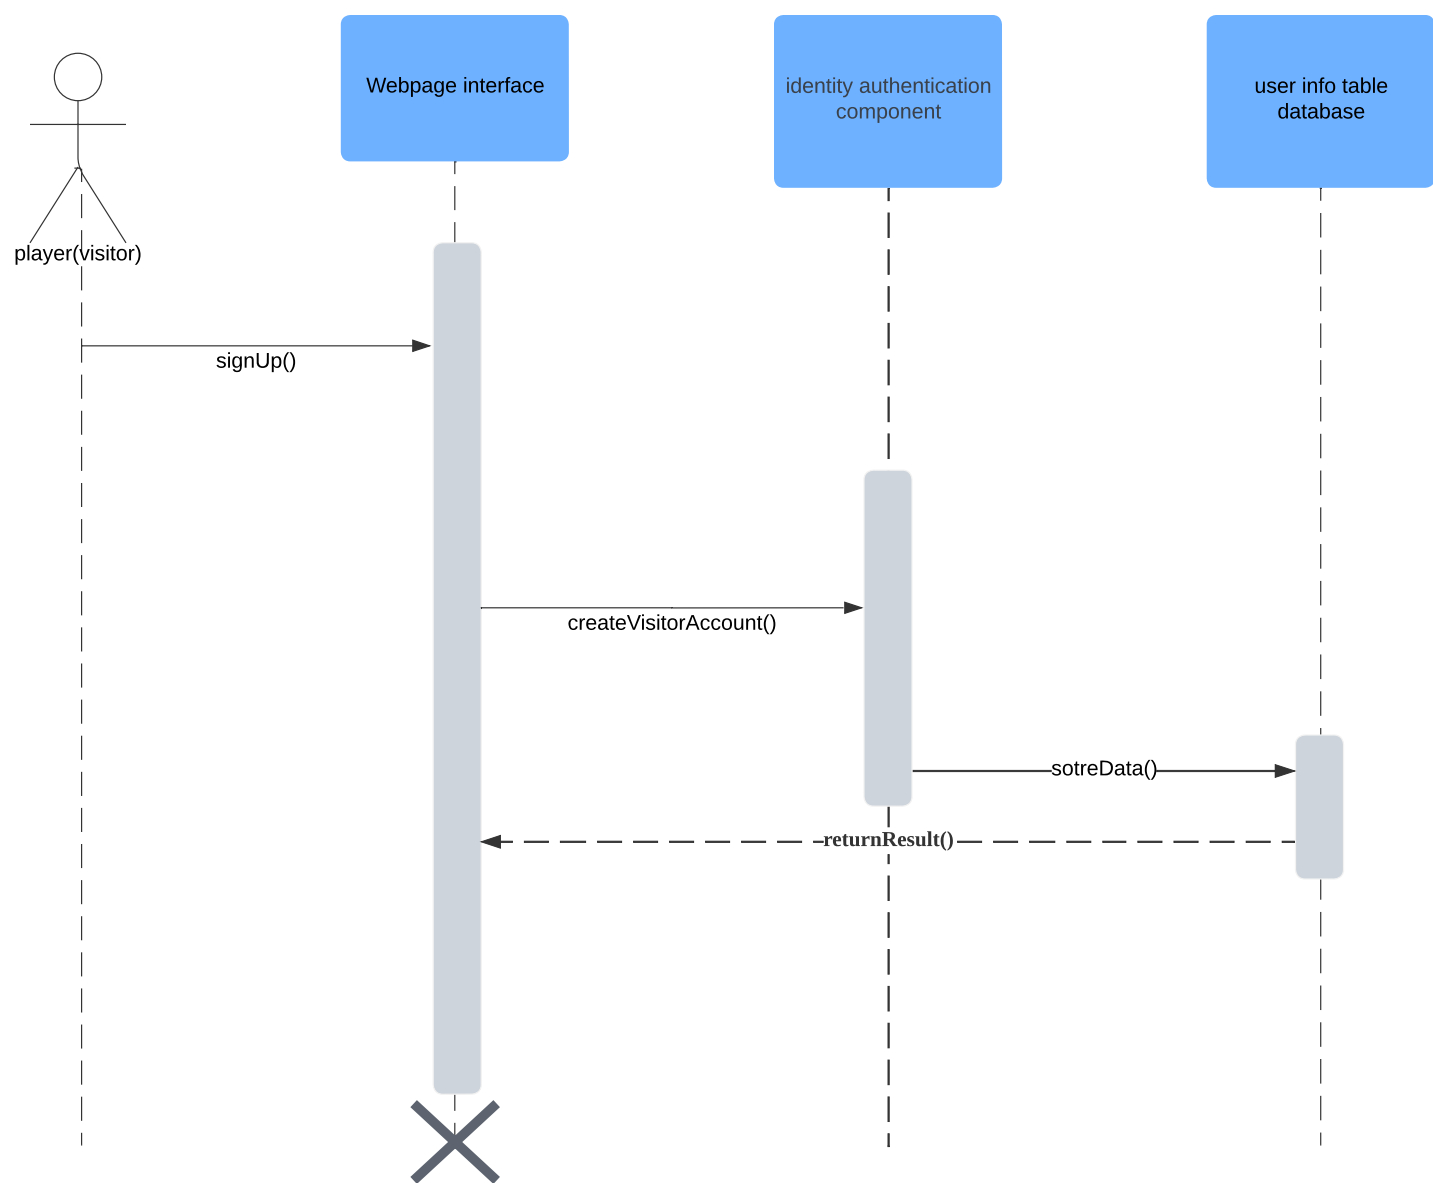 Webpage interface
identity authentication
component
user info table
database
player(visitor)
signUp()
createVisitorAccount()
sotreData()
returnResult()